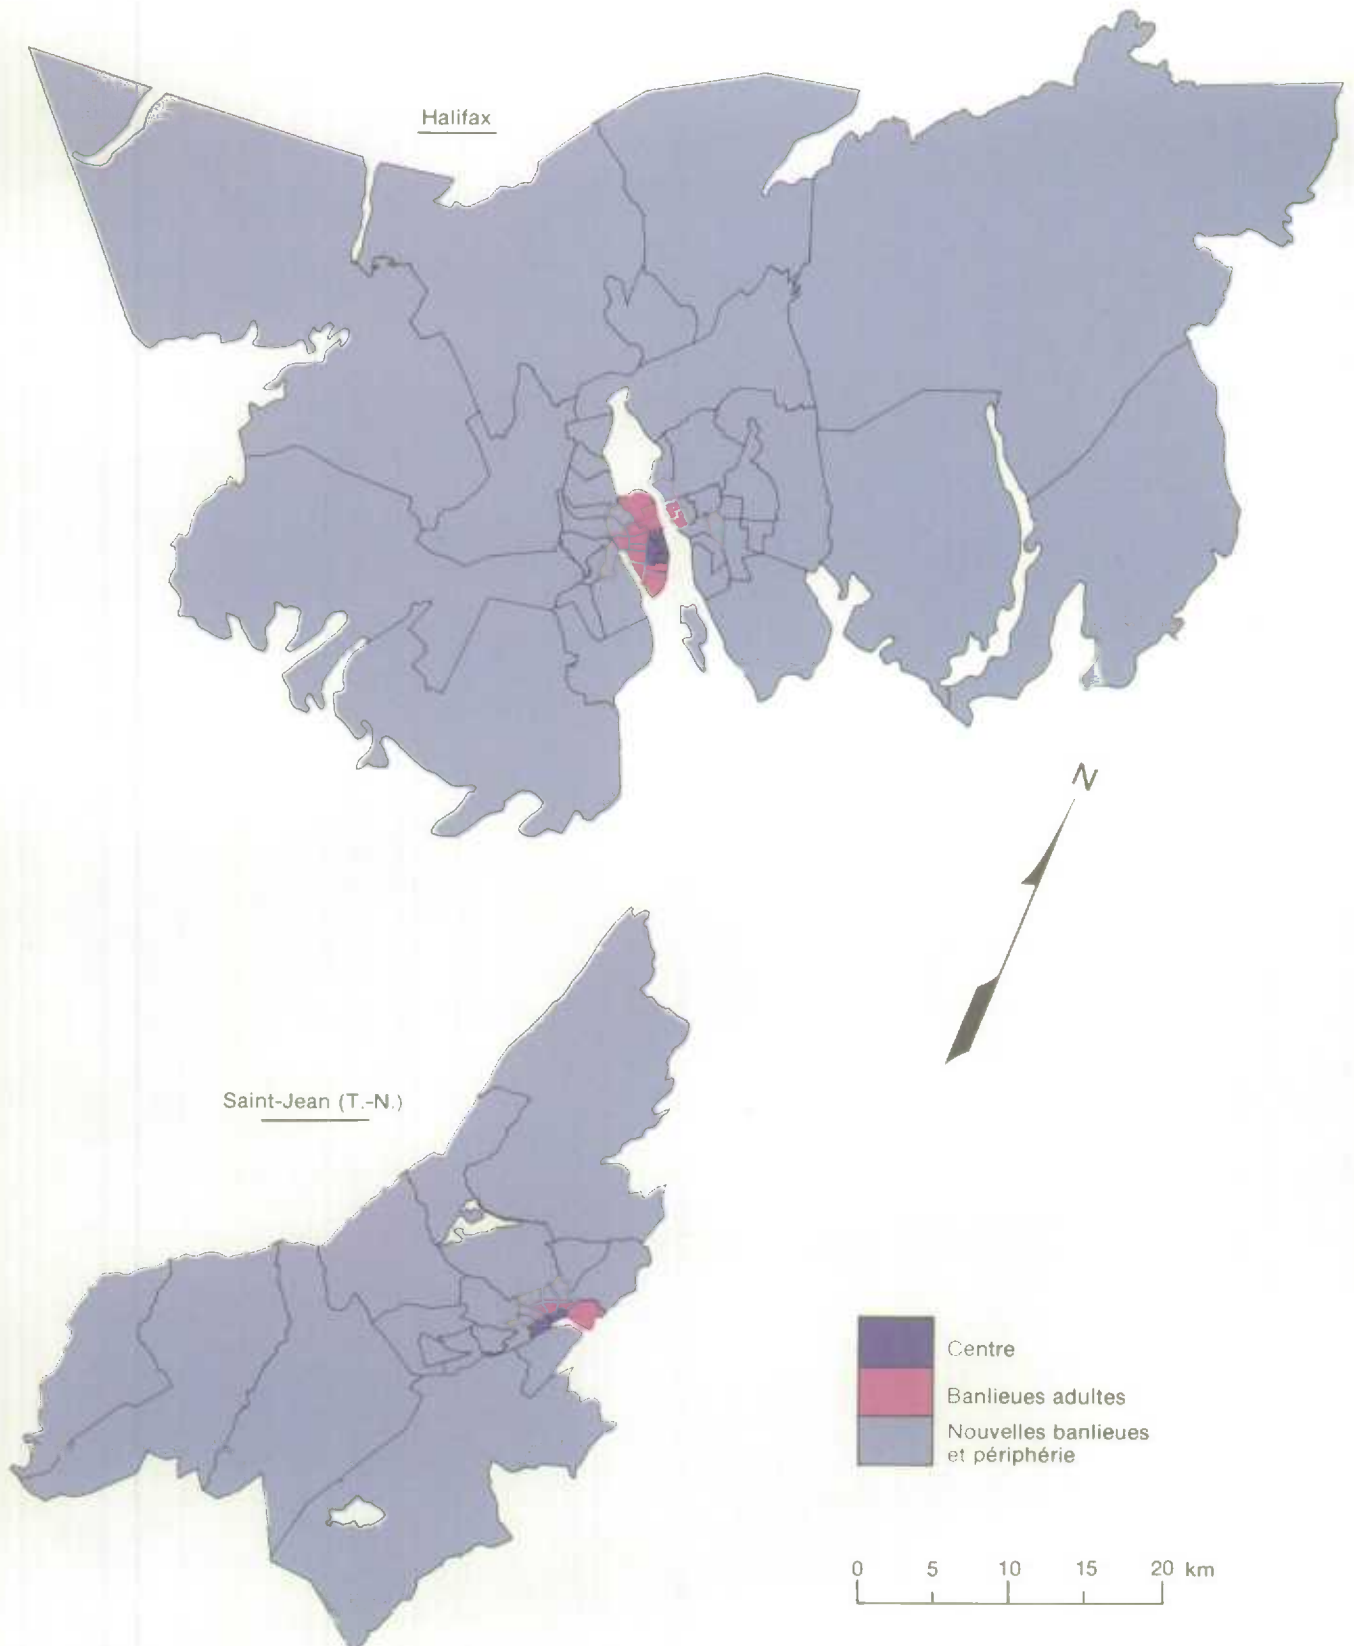 Halifax
N
Saint-Jean (T.-N.)
Centre
Banlieues adultes
Nouvelles banlieues
et périphérie
0 5 10 15 20 km